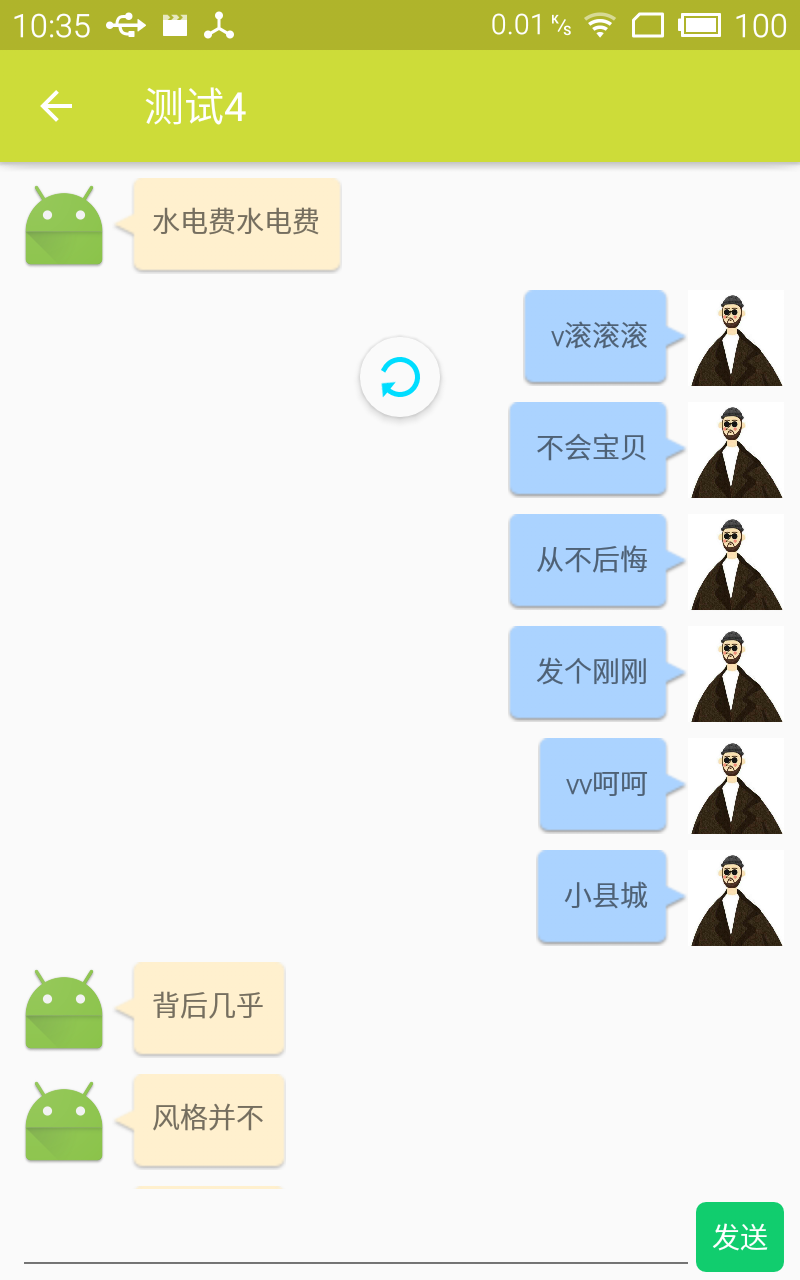 10:35 0.01 K/s 100
测试4
水电费水电费
v滚滚滚
不会宝贝
从不后悔
发个刚刚
vv呵呵
小县城
背后几乎
风格并不
发送